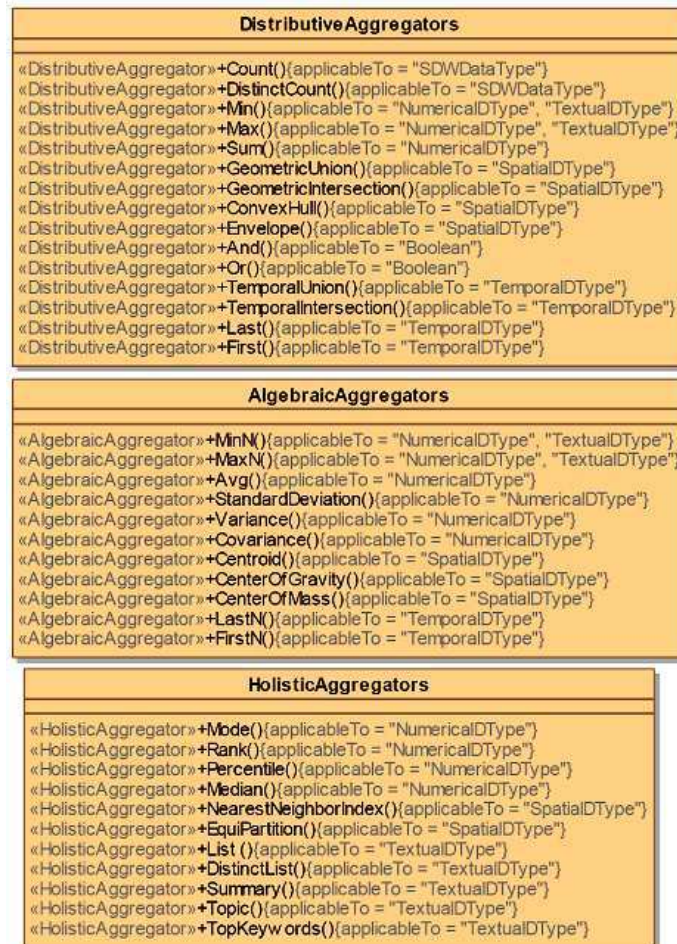 DistributiveAggregators
«DistributiveAggregator»+Count(){applicableTo = "SDWDataType"}
«DistributiveAggregator»+DistinctCount(){applicableTo = "SDWDataType"}
«DistributiveAggregator»+Min(){applicableTo = "NumericalDType", "TextualDType"}
«DistributiveAggregator»+Max(){applicableTo = "NumericalDType", "TextualDType"}
«DistributiveAggregator»+Sum(){applicableTo = "NumericalDType"}
«DistributiveAggregator»+GeometricUnion(){applicableTo = "SpatialDType"}
«DistributiveAggregator»+GeometricIntersection(){applicableTo = "SpatialDType"}
«DistributiveAggregator»+ConvexHull(){applicableTo = "SpatialDType"}
«DistributiveAggregator»+Envelope(){applicableTo = "SpatialDType"}
«DistributiveAggregator»+And(){applicableTo = "Boolean"}
«DistributiveAggregator»+Or(){applicableTo = "Boolean"}
«DistributiveAggregator»+TemporalUnion(){applicableTo = "TemporalDType"}
«DistributiveAggregator»+TemporalIntersection(){applicableTo = "TemporalDType"}
«DistributiveAggregator»+Last(){applicableTo = "TemporalDType"}
«DistributiveAggregator»+First(){applicableTo = "TemporalDType"}
AlgebraicAggregators
«AlgebraicAggregator»+MinN(){applicableTo = "NumericalDType", "TextualDType"}
«AlgebraicAggregator»+MaxN(){applicableTo = "NumericalDType", "TextualDType"}
«AlgebraicAggregator»+Avg(){applicableTo = "NumericalDType"}
«AlgebraicAggregator»+StandardDeviation(){applicableTo = "NumericalDType"}
«AlgebraicAggregator»+Variance(){applicableTo = "NumericalDType"}
«AlgebraicAggregator»+Covariance(){applicableTo = "NumericalDType"}
«AlgebraicAggregator»+Centroid(){applicableTo = "SpatialDType"}
«AlgebraicAggregator»+CenterOfGravity(){applicableTo = "SpatialDType"}
«AlgebraicAggregator»+CenterOfMass(){applicableTo = "SpatialDType"}
«AlgebraicAggregator»+LastN(){applicableTo = "TemporalDType"}
«AlgebraicAggregator»+FirstN(){applicableTo = "TemporalDType"}
HolisticAggregators
«HolisticAggregator»+Mode(){applicableTo = "NumericalDType"}
«HolisticAggregator»+Rank(){applicableTo = "NumericalDType"}
«HolisticAggregator»+Percentile(){applicableTo = "NumericalDType"}
«HolisticAggregator»+Median(){applicableTo = "NumericalDType"}
«HolisticAggregator»+NearestNeighborIndex(){applicableTo = "SpatialDType"}
«HolisticAggregator»+EquiPartition(){applicableTo = "SpatialDType"}
«HolisticAggregator»+List (){applicableTo = "TextualDType"}
«HolisticAggregator»+DistinctList(){applicableTo = "TextualDType"}
«HolisticAggregator»+Summary(){applicableTo = "TextualDType"}
«HolisticAggregator»+Topic(){applicableTo = "TextualDType"}
«HolisticAggregator»+TopKeywords(){applicableTo = "TextualDType"}